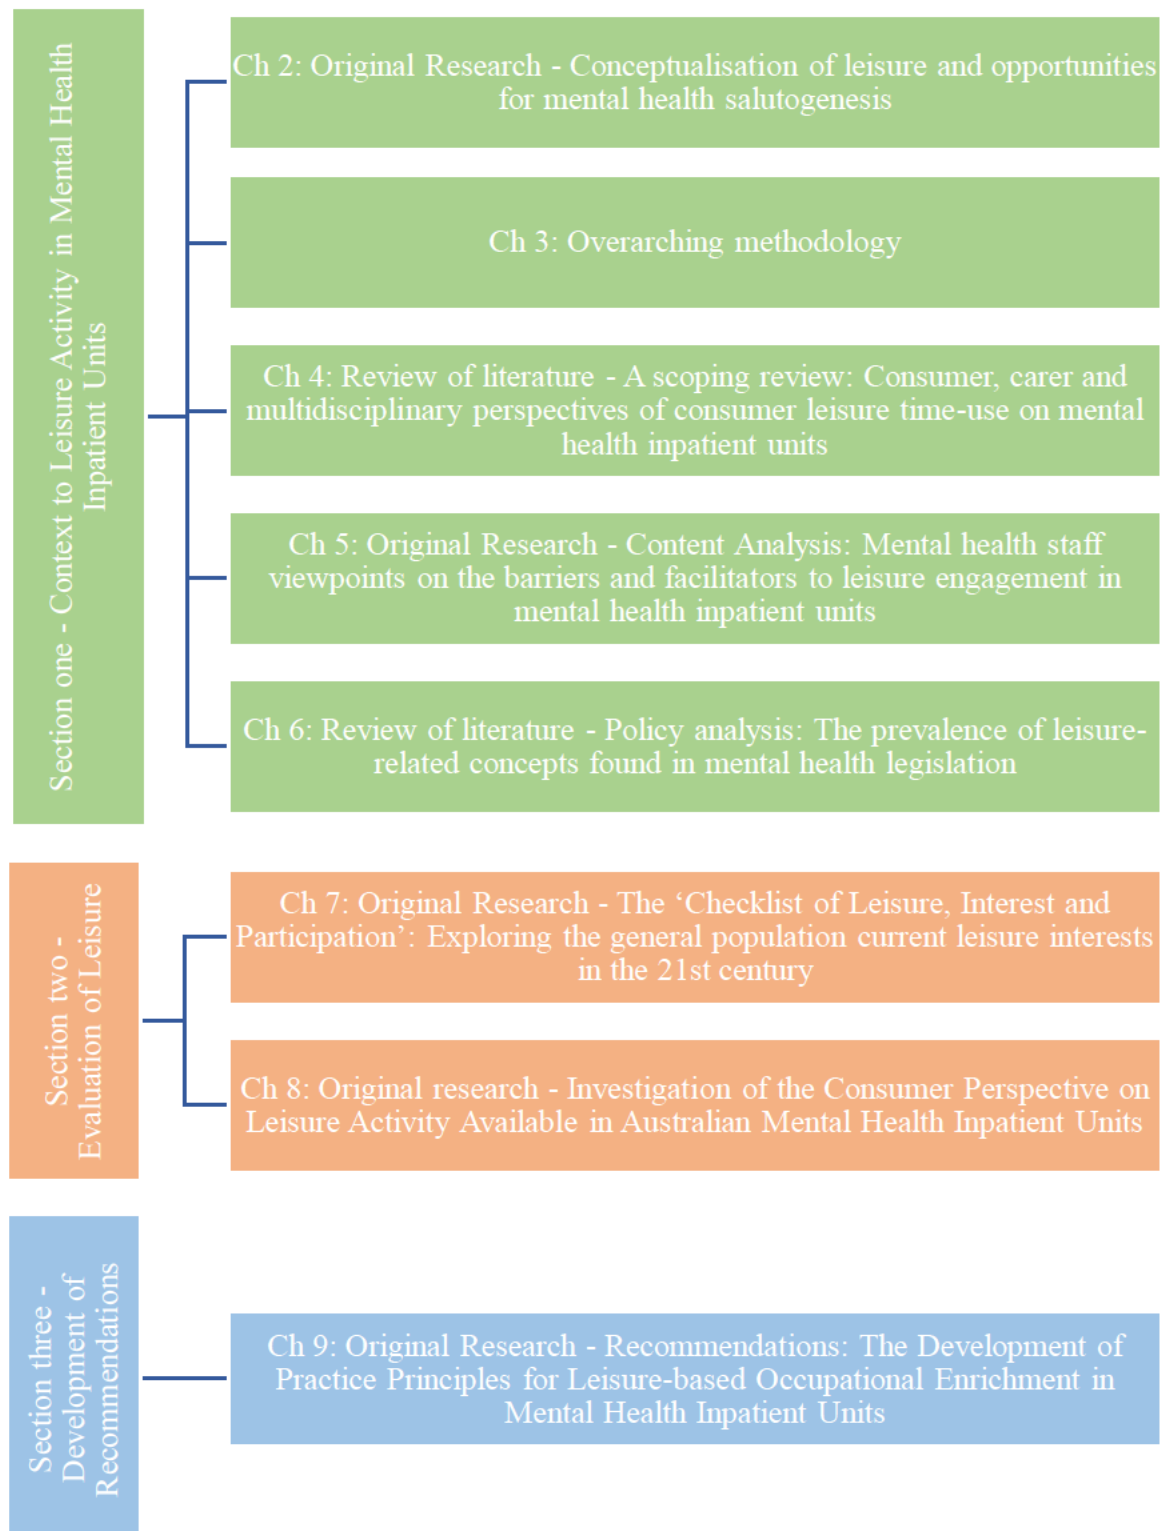 Section one - Context to Leisure Activity in Mental Health
Inpatient Units
Ch 2: Original Research - Conceptualisation of leisure and opportunities
for mental health salutogenesis
Ch 3: Overarching methodology
Ch 4: Review of literature - A scoping review: Consumer, carer and
multidisciplinary perspectives of consumer leisure time-use on mental
health inpatient units
Ch 5: Original Research - Content Analysis: Mental health staff
viewpoints on the barriers and facilitators to leisure engagement in
mental health inpatient units
Ch 6: Review of literature - Policy analysis: The prevalence of leisure-
related concepts found in mental health legislation
Section two -
Evaluation of Leisure
Ch 7: Original Research - The ‘Checklist of Leisure, Interest and
Participation’: Exploring the general population current leisure interests
in the 21st century
Ch 8: Original research - Investigation of the Consumer Perspective on
Leisure Activity Available in Australian Mental Health Inpatient Units
Section three -
Development of
Recommendations
Ch 9: Original Research - Recommendations: The Development of
Practice Principles for Leisure-based Occupational Enrichment in
Mental Health Inpatient Units